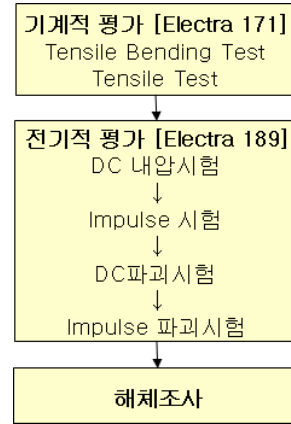 기계적 평가 [Electra 171]
Tensile Bending Test
Tensile Test
전기적 평가 [Electra 189]
DC 내압시험
↓
Impulse 시험
↓
DC파괴시험
↓
Impulse 파괴시험
해체조사